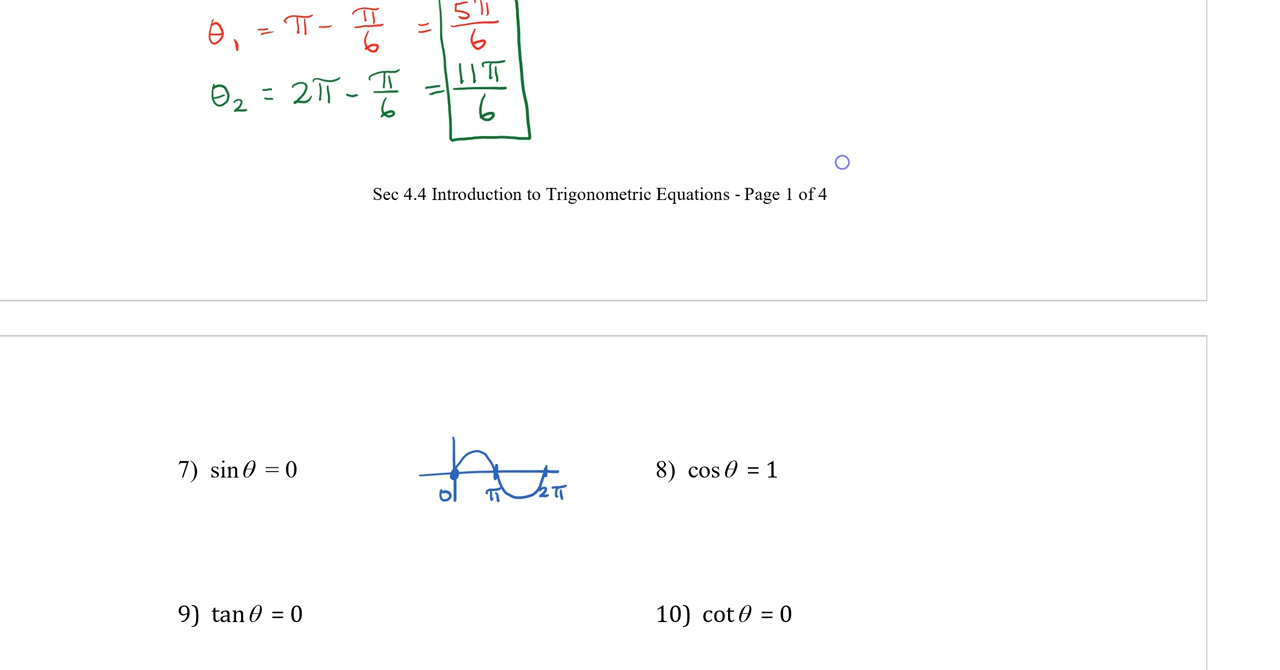 θ₁ = π - π/6 = 5π/6
θ₂ = 2π - π/6 = 11π/6
Sec 4.4 Introduction to Trigonometric Equations - Page 1 of 4
7) sin θ = 0
0 π 2π
8) cos θ = 1
9) tan θ = 0
10) cot θ = 0